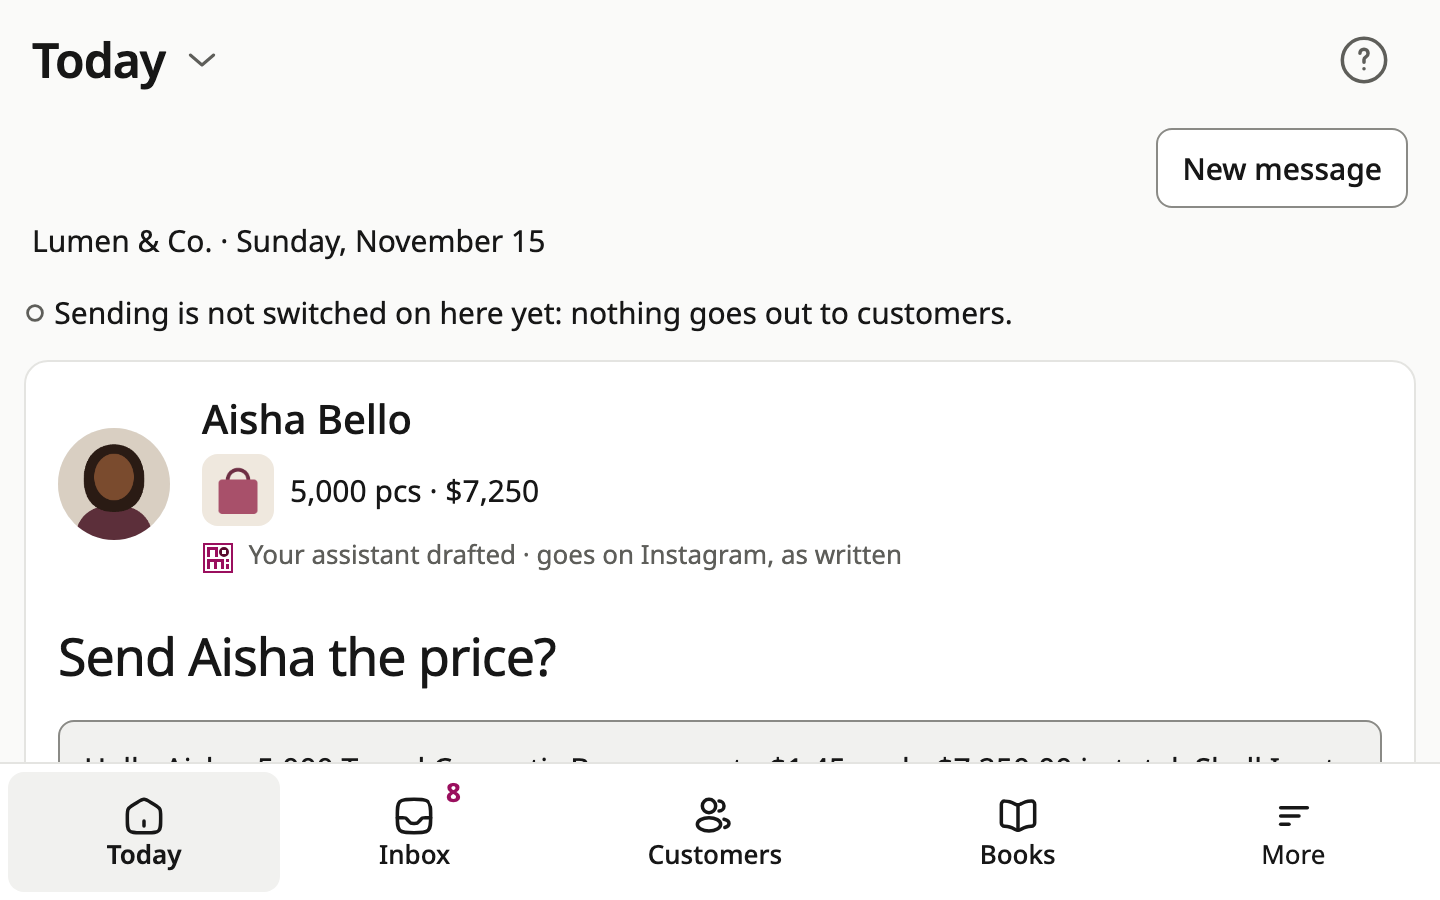 Today
New message
Lumen & Co. · Sunday, November 15
Sending is not switched on here yet: nothing goes out to customers.
Aisha Bello
5,000 pcs · $7,250
nomi
Your assistant drafted · goes on Instagram, as written
Send Aisha the price?
8
Today
Inbox
Customers
Books
More